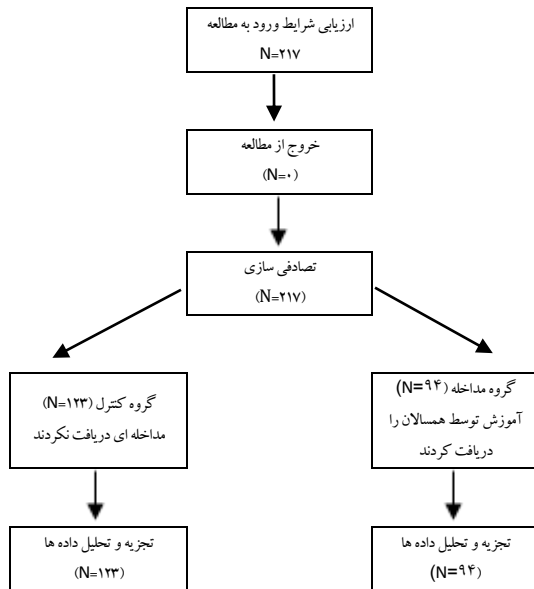 ارزیابی شرایط ورود به مطالعه
N=۲۱۷
خروج از مطالعه
(N=۰)
تصادفی سازی
(N=۲۱۷)
گروه مداخله (N=۹۴)
آموزش توسط همسالان را
دریافت کردند
گروه کنترل (N=۱۲۳)
مداخله ای دریافت نکردند
تجزیه و تحلیل داده ها
(N=۹۴)
تجزیه و تحلیل داده ها
(N=۱۲۳)